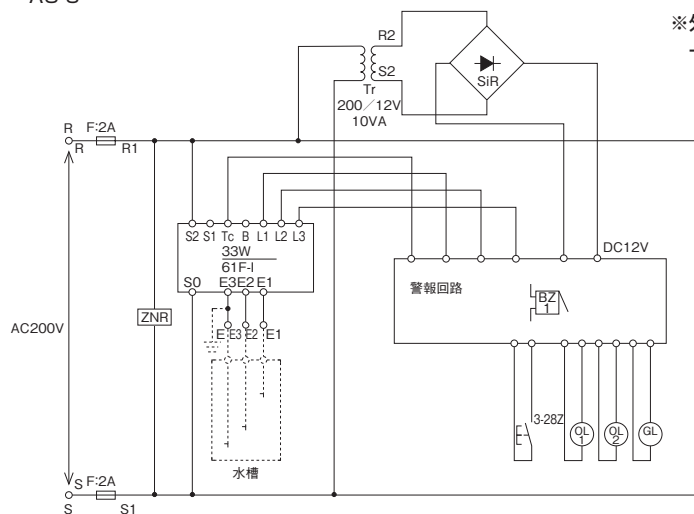 R2
※
S2
SiR
Tr
200/12V
10VA
R F:2A
R R1
S2 S1 Tc B L1 L2 L3
33W
61F-I
S0 E3 E2 E1
DC12V
警報回路
BZ
1
AC200V
ZNR
E E3 E2 E1
3-28Z
OL
1
OL
2
GL
水槽
S F:2A
S S1